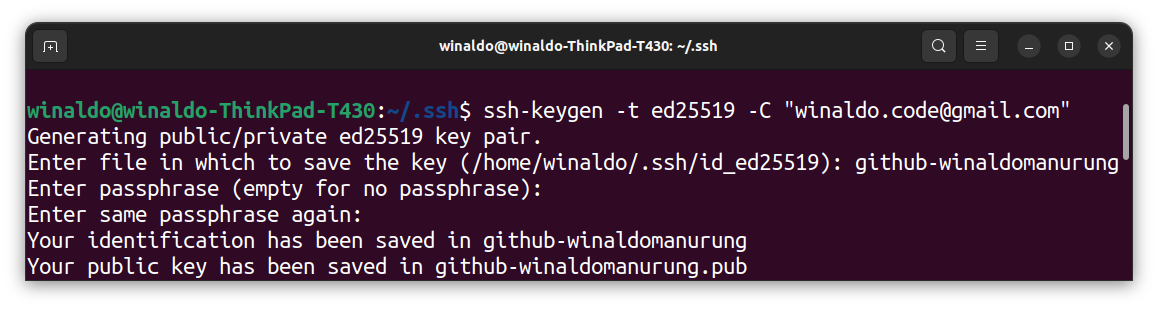 winaldo@winaldo-ThinkPad-T430: ~/.ssh
winaldo@winaldo-ThinkPad-T430:~/.ssh$ ssh-keygen -t ed25519 -C "winaldo.code@gmail.com"
Generating public/private ed25519 key pair.
Enter file in which to save the key (/home/winaldo/.ssh/id_ed25519): github-winaldomanurung
Enter passphrase (empty for no passphrase):
Enter same passphrase again:
Your identification has been saved in github-winaldomanurung
Your public key has been saved in github-winaldomanurung.pub